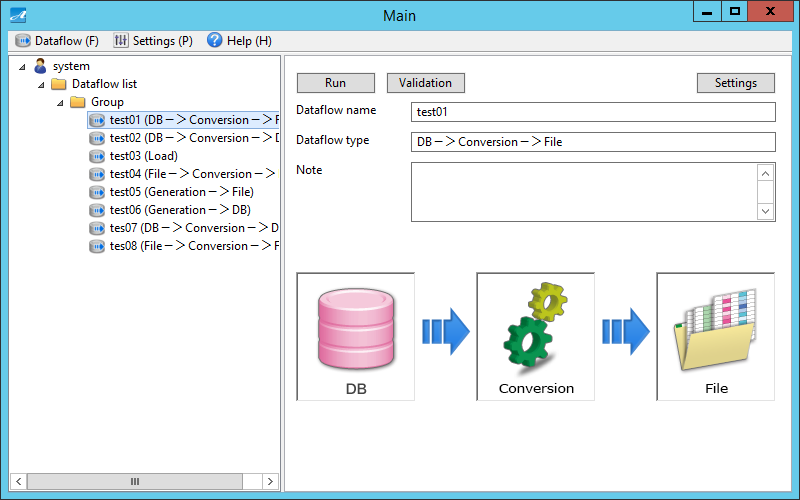 Main
Dataflow (F) Settings (P) Help (H)
system
Dataflow list
Group
test01 (DB－＞Conversion－＞F
test02 (DB－＞Conversion－＞D
test03 (Load)
test04 (File－＞Conversion－＞
test05 (Generation－＞File)
test06 (Generation－＞DB)
tes07 (DB－＞Conversion－＞D
tes08 (File－＞Conversion－＞F
Run Validation Settings
Dataflow name test01
Dataflow type DB－＞Conversion－＞File
Note
DB Conversion File